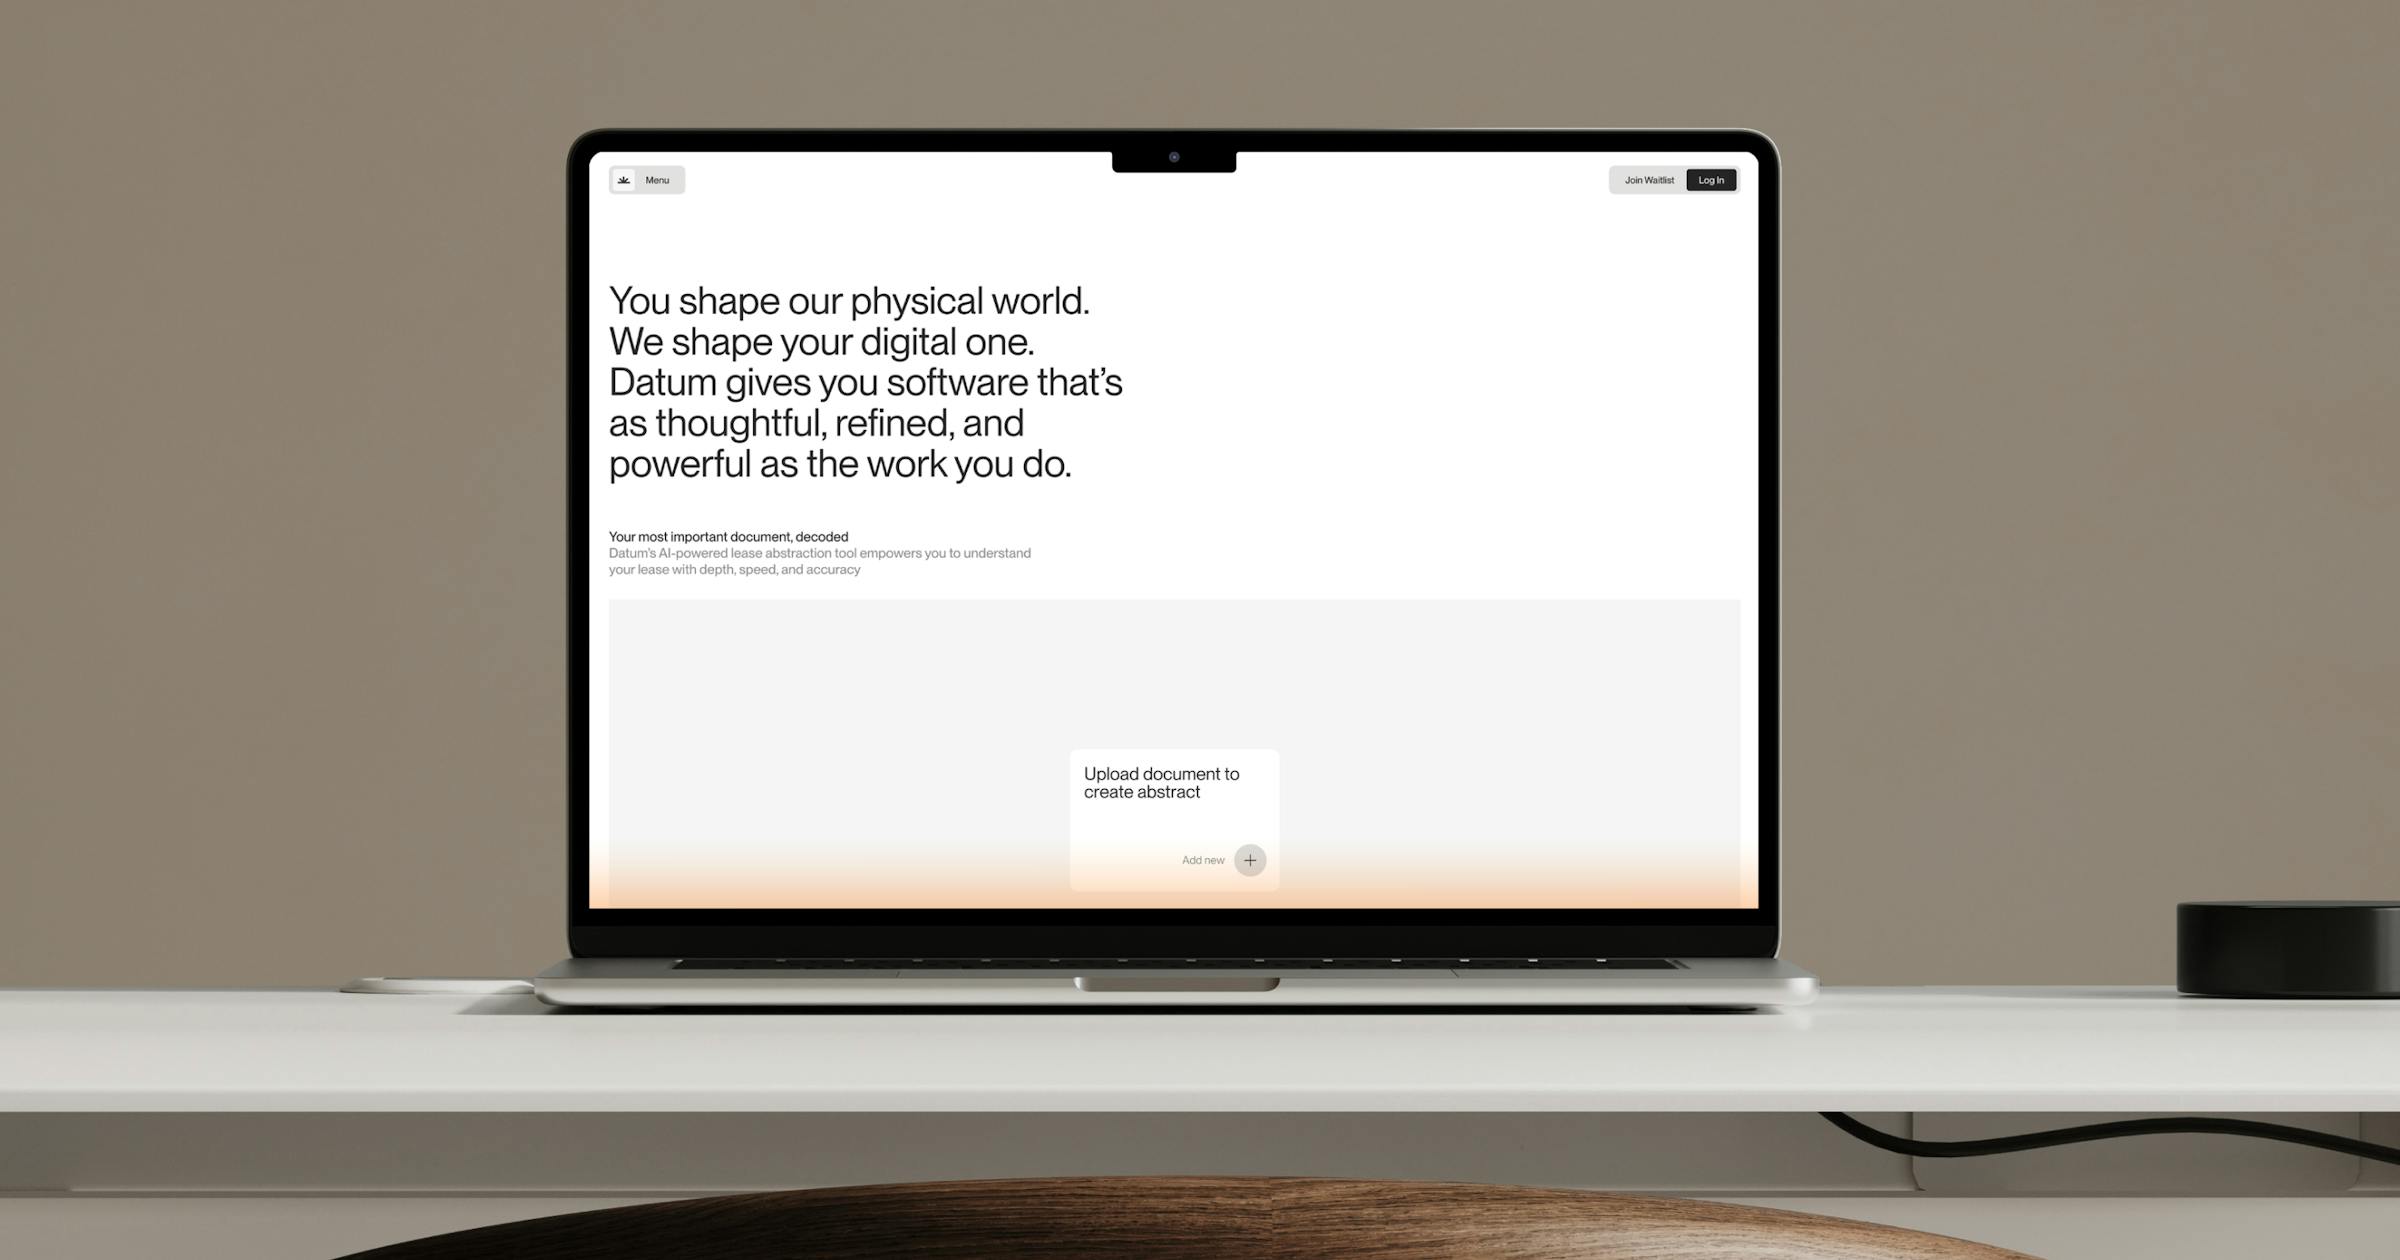 Menu
Join Waitlist
Log In
You shape our physical world.
We shape your digital one.
Datum gives you software that’s
as thoughtful, refined, and
powerful as the work you do.
Your most important document, decoded
Datum’s AI-powered lease abstraction tool empowers you to understand
your lease with depth, speed, and accuracy
Upload document to
create abstract
Add new